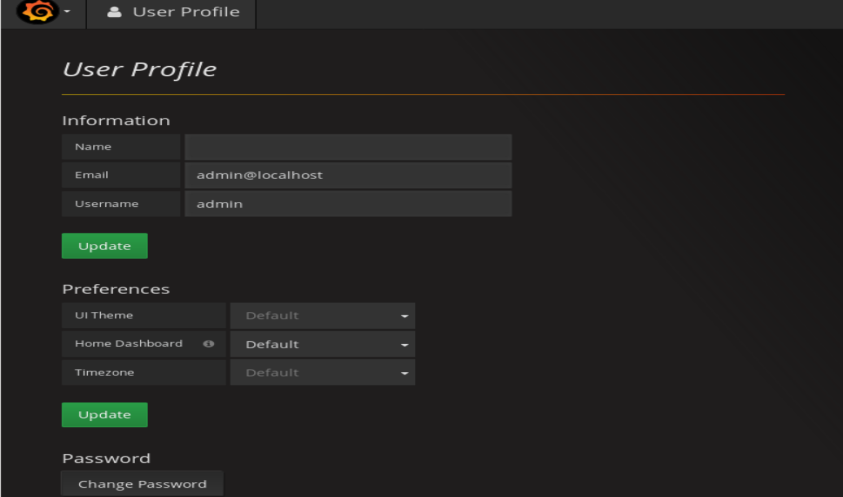 User Profile
User Profile
Information
Name
Email admin@localhost
Username admin
Update
Preferences
UI Theme Default
Home Dashboard Default
Timezone Default
Update
Password
Change Password